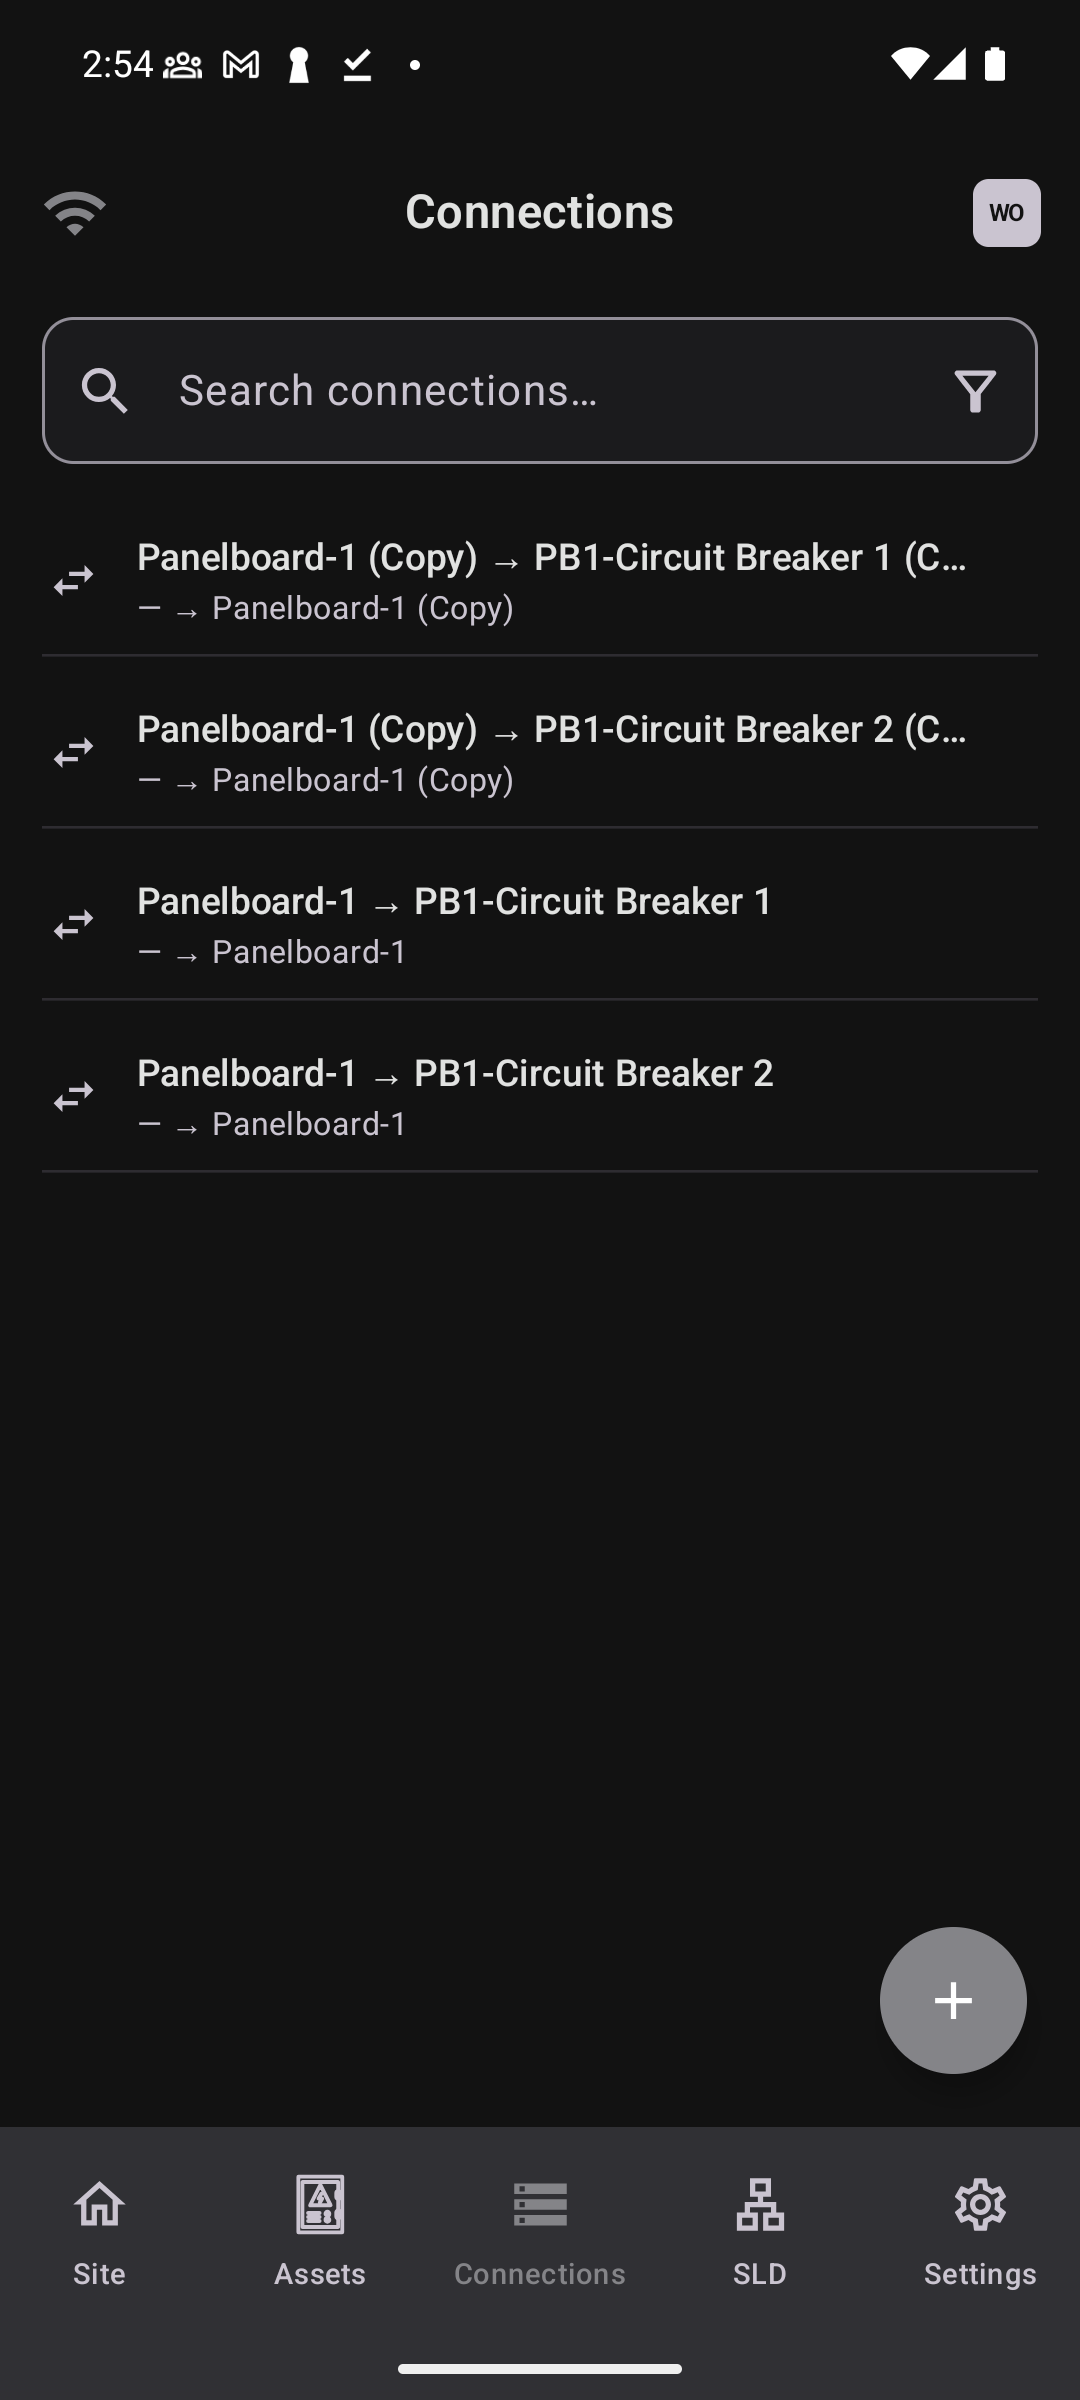 2:54
Connections
WO
Search connections...
Panelboard-1 (Copy) → PB1-Circuit Breaker 1 (C...
— → Panelboard-1 (Copy)
Panelboard-1 (Copy) → PB1-Circuit Breaker 2 (C...
— → Panelboard-1 (Copy)
Panelboard-1 → PB1-Circuit Breaker 1
— → Panelboard-1
Panelboard-1 → PB1-Circuit Breaker 2
— → Panelboard-1
Site Assets Connections SLD Settings